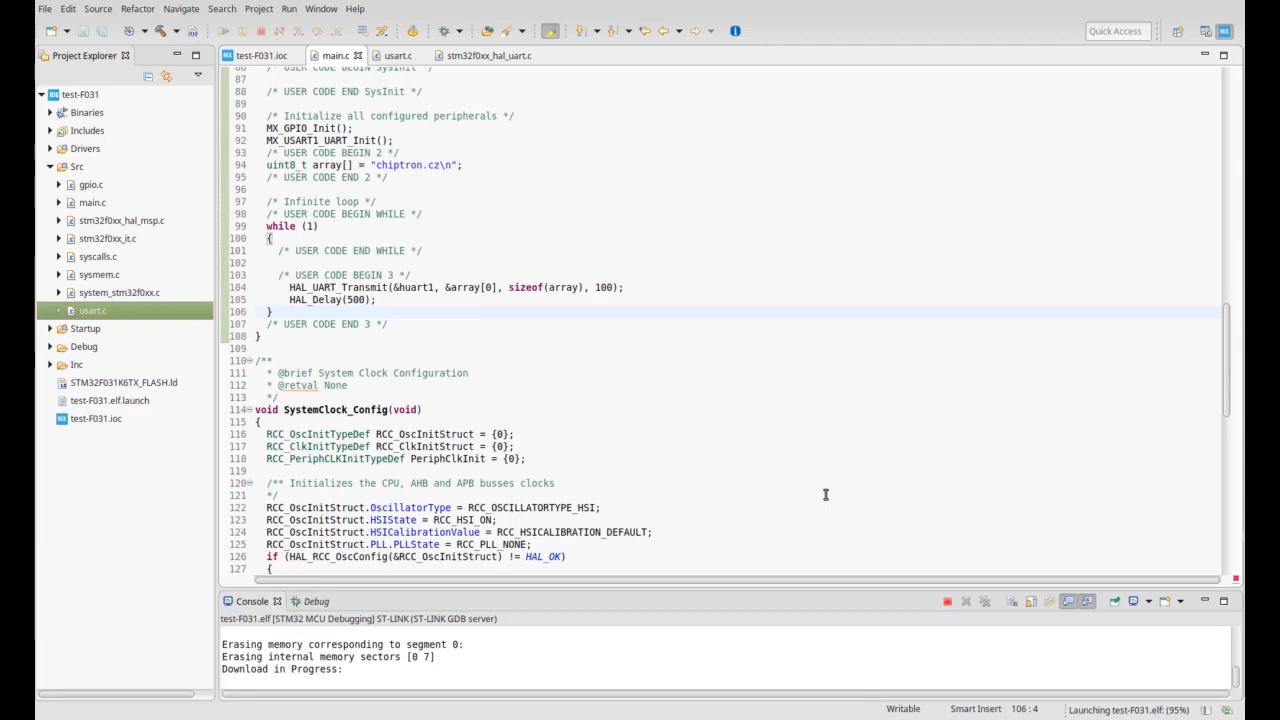 File Edit Source Refactor Navigate Search Project Run Window Help
Quick Access
Project Explorer
test-F031.ioc main.c usart.c stm32f0xx_hal_uart.c
test-F031
Binaries
Includes
Drivers
Src
gpio.c
main.c
stm32f0xx_hal_msp.c
stm32f0xx_it.c
syscalls.c
sysmem.c
system_stm32f0xx.c
usart.c
Startup
Debug
Inc
STM32F031K6TX_FLASH.ld
test-F031.elf.launch
test-F031.ioc
86 /* USER CODE BEGIN SysInit */
87
88 /* USER CODE END SysInit */
89
90 /* Initialize all configured peripherals */
91 MX_GPIO_Init();
92 MX_USART1_UART_Init();
93 /* USER CODE BEGIN 2 */
94 uint8_t array[] = "chiptron.cz\n";
95 /* USER CODE END 2 */
96
97 /* Infinite loop */
98 /* USER CODE BEGIN WHILE */
99 while (1)
100 {
101 /* USER CODE END WHILE */
102
103 /* USER CODE BEGIN 3 */
104 HAL_UART_Transmit(&huart1, &array[0], sizeof(array), 100);
105 HAL_Delay(500);
106 }
107 /* USER CODE END 3 */
108 }
109
110 /**
111 * @brief System Clock Configuration
112 * @retval None
113 */
114 void SystemClock_Config(void)
115 {
116 RCC_OscInitTypeDef RCC_OscInitStruct = {0};
117 RCC_ClkInitTypeDef RCC_ClkInitStruct = {0};
118 RCC_PeriphCLKInitTypeDef PeriphClkInit = {0};
119
120 /** Initializes the CPU, AHB and APB busses clocks
121 */
122 RCC_OscInitStruct.OscillatorType = RCC_OSCILLATORTYPE_HSI;
123 RCC_OscInitStruct.HSIState = RCC_HSI_ON;
124 RCC_OscInitStruct.HSICalibrationValue = RCC_HSICALIBRATION_DEFAULT;
125 RCC_OscInitStruct.PLL.PLLState = RCC_PLL_NONE;
126 if (HAL_RCC_OscConfig(&RCC_OscInitStruct) != HAL_OK)
127 {
Console Debug
test-F031.elf [STM32 MCU Debugging] ST-LINK (ST-LINK GDB server)
Erasing memory corresponding to segment 0:
Erasing internal memory sectors [0 7]
Download in Progress:
Writable Smart Insert 106 : 4 Launching test-F031.elf: (95%)